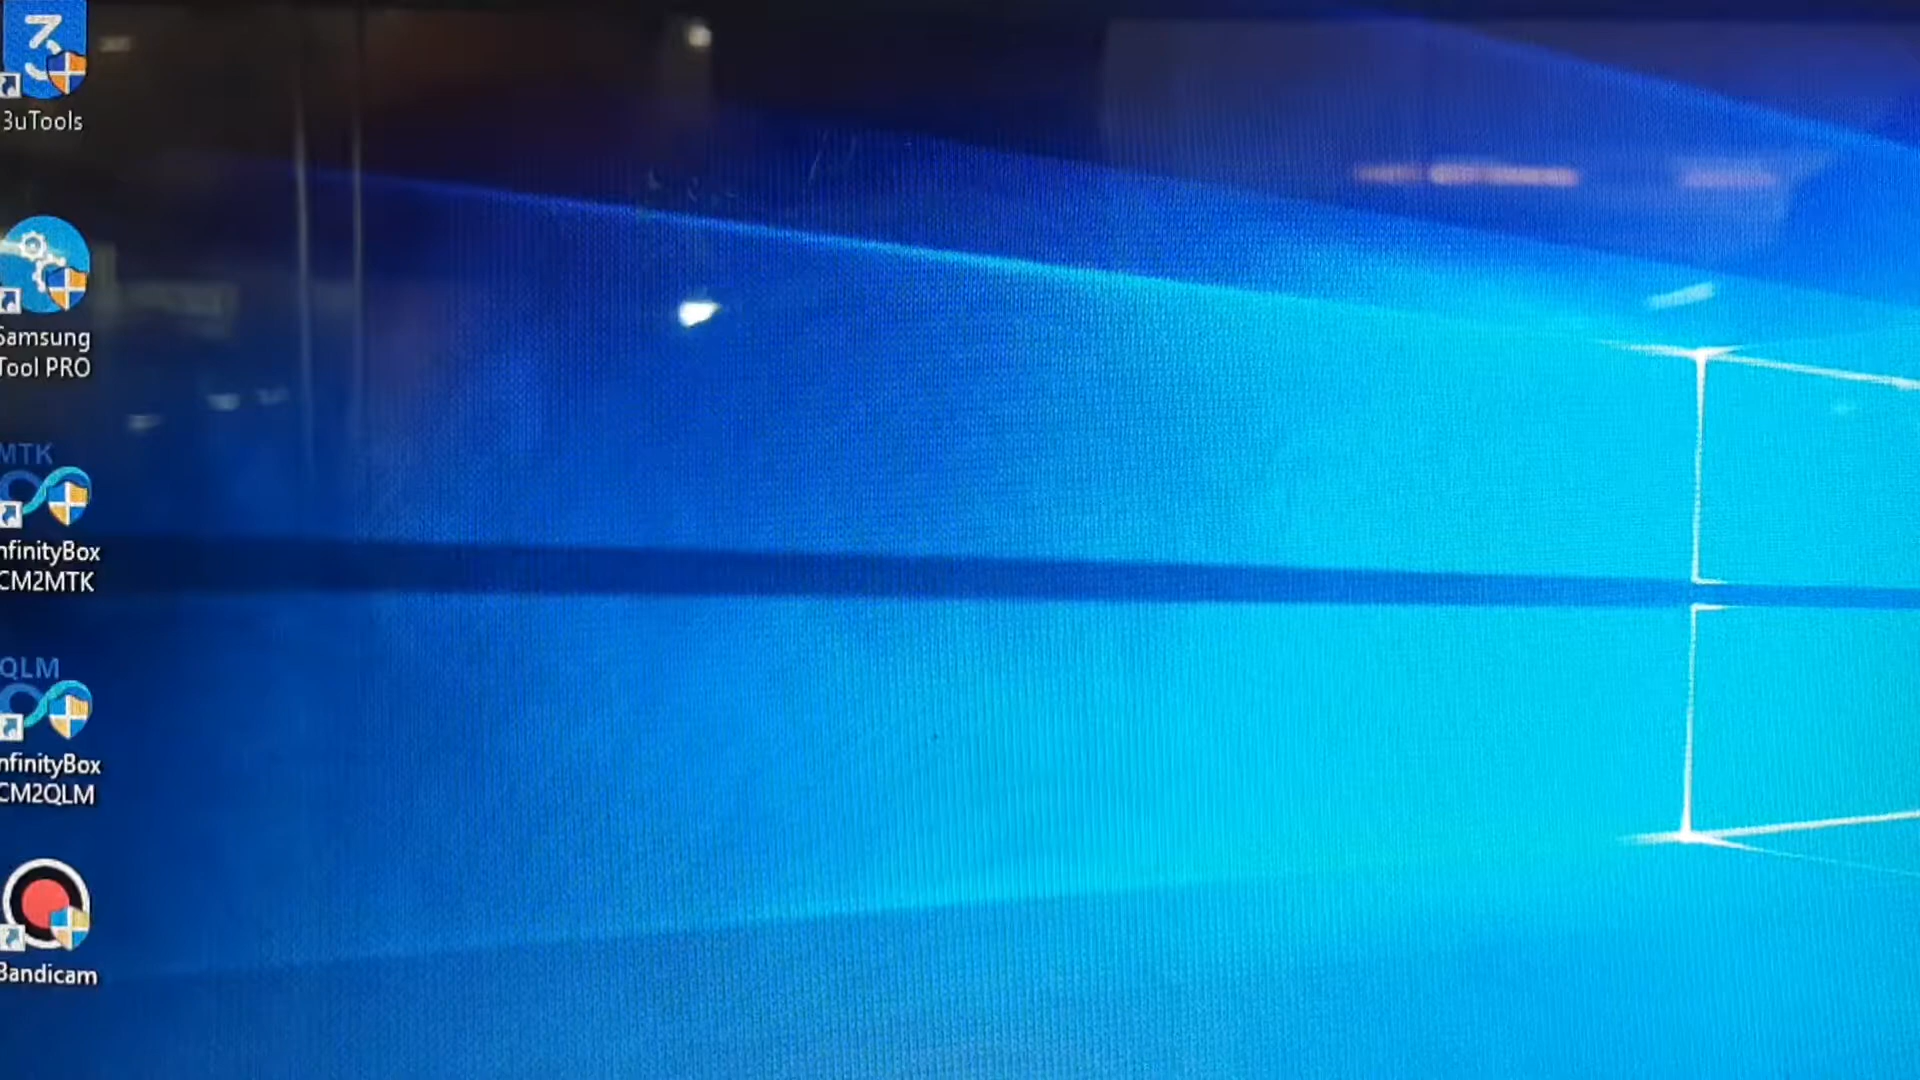 3uTools
Samsung
Tool PRO
MTK
nfinityBox
CM2MTK
QLM
nfinityBox
CM2QLM
Bandicam